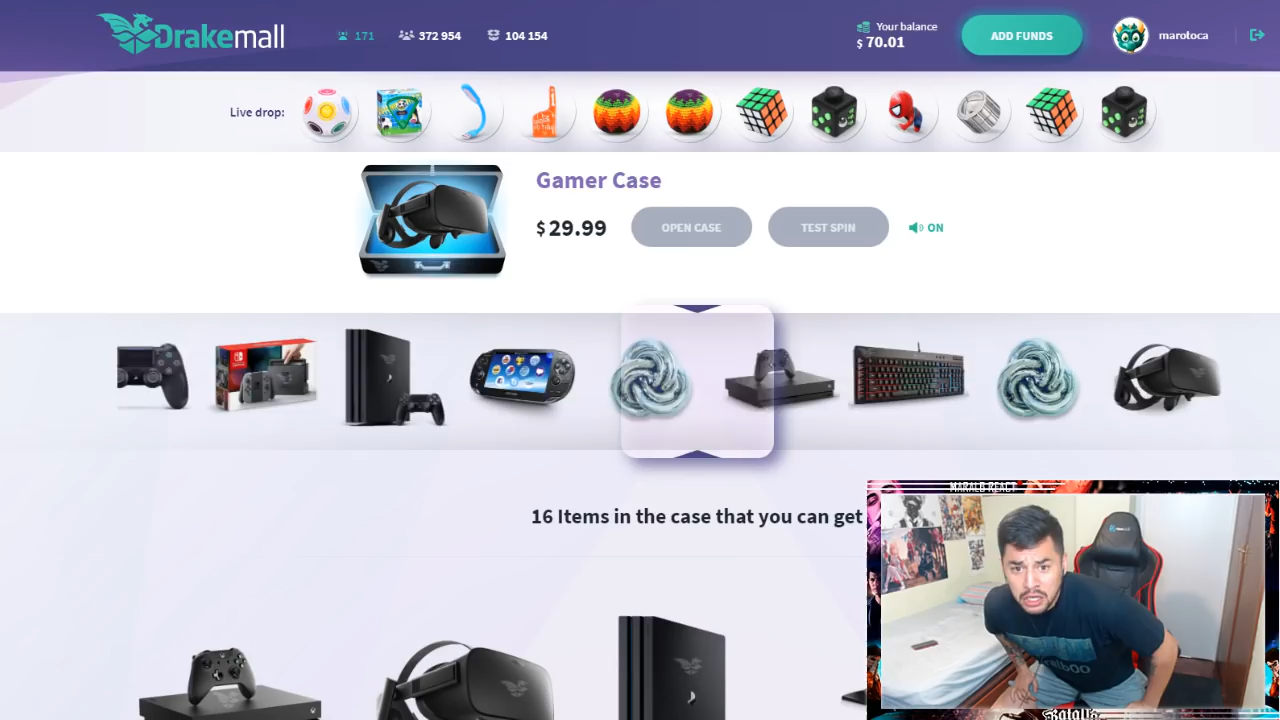 Drakemall
171
372 954
104 154
Your balance
$ 70.01
ADD FUNDS
marotoca
Live drop:
Gamer Case
$ 29.99
OPEN CASE
TEST SPIN
ON
16 Items in the case that you can get